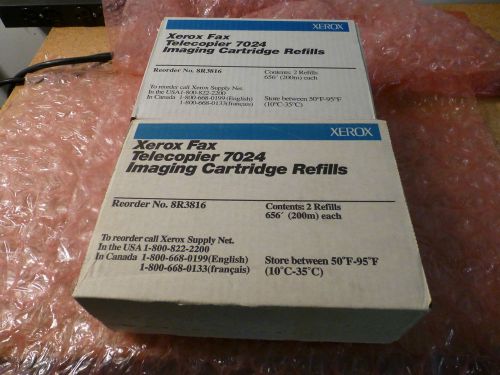 XEROX
Xerox Fax
Telecopier 7024
Imaging Cartridge Refills
Reorder No. 8R3816
Contents: 2 Refills
656´ (200m) each
To reorder call Xerox Supply Net.
In the USA1-800-822-2200
In Canada 1-800-668-0199(English)
1-800-668-0133(français)
Store between 50°F-95°F
(10°C-35°C)
XEROX
Xerox Fax
Telecopier 7024
Imaging Cartridge Refills
Reorder No. 8R3816
Contents: 2 Refills
656´ (200m) each
To reorder call Xerox Supply Net.
In the USA 1-800-822-2200
In Canada 1-800-668-0199(English)
1-800-668-0133(français)
Store between 50°F-95°F
(10°C-35°C)